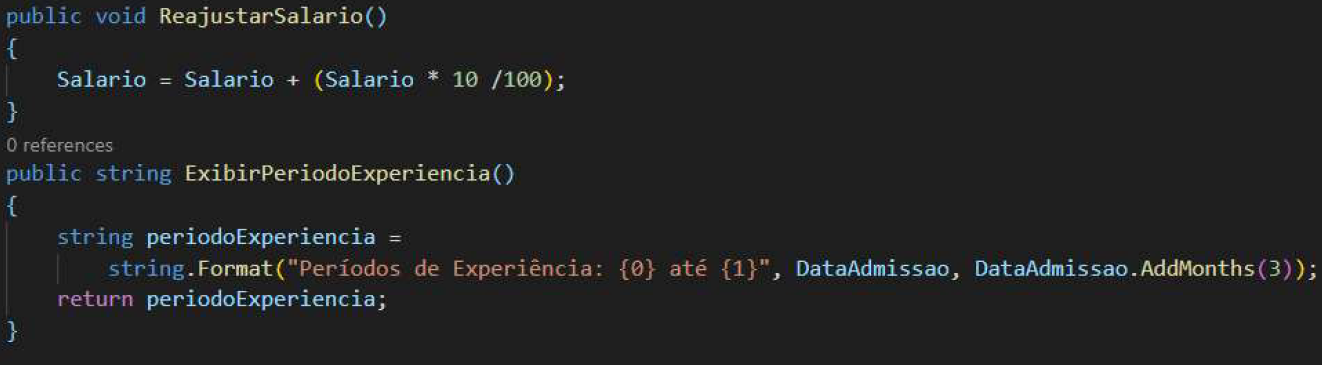 public void ReajustarSalario()
{
    Salario = Salario + (Salario * 10 /100);
}
0 references
public string ExibirPeriodoExperiencia()
{
    string periodoExperiencia =
        string.Format("Períodos de Experiência: {0} até {1}", DataAdmissao, DataAdmissao.AddMonths(3));
    return periodoExperiencia;
}